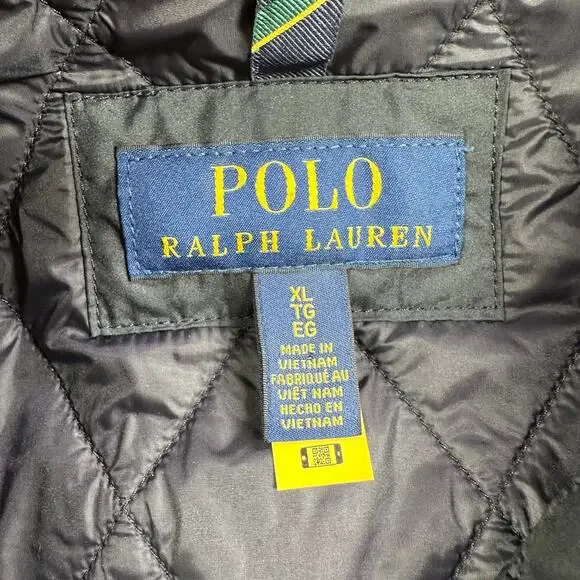 POLO
RALPH LAUREN
XL
TG
EG
MADE IN
VIETNAM
FABRIQUÉ AU
VIÊT NAM
HECHO EN
VIETNAM